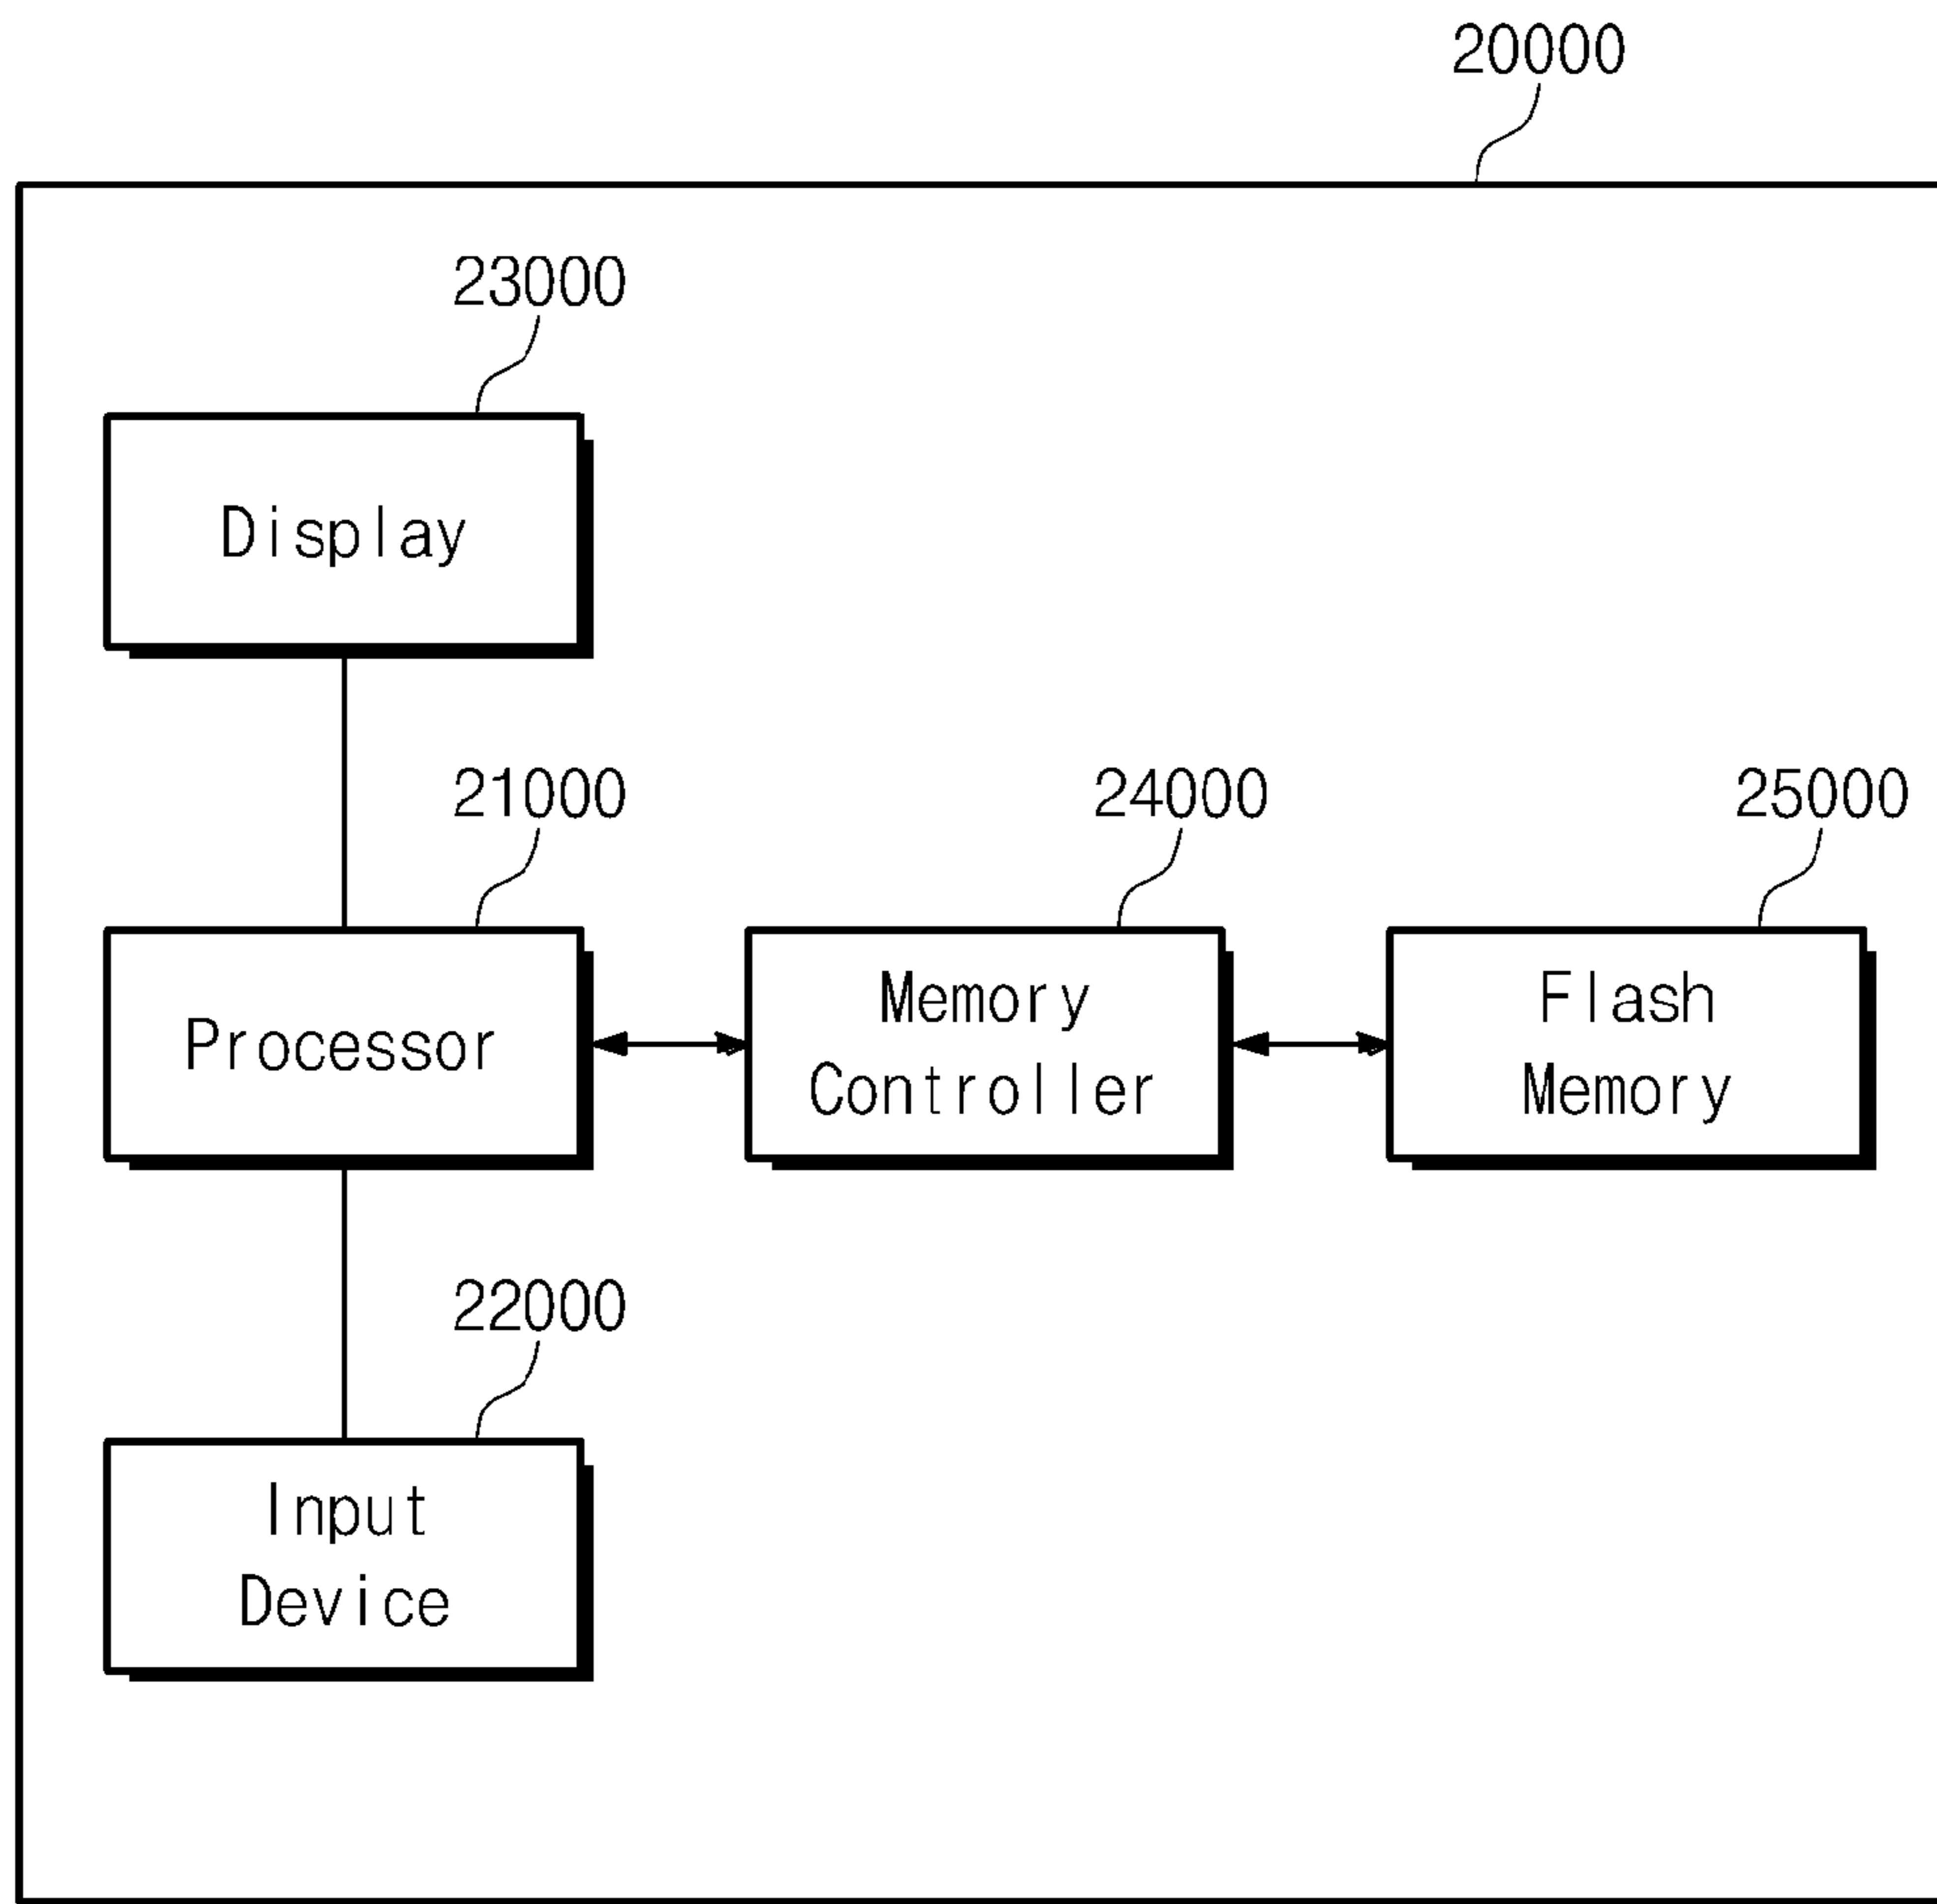 20000
23000
Display
21000
24000
25000
Processor
Memory
Controller
Flash
Memory
22000
Input
Device